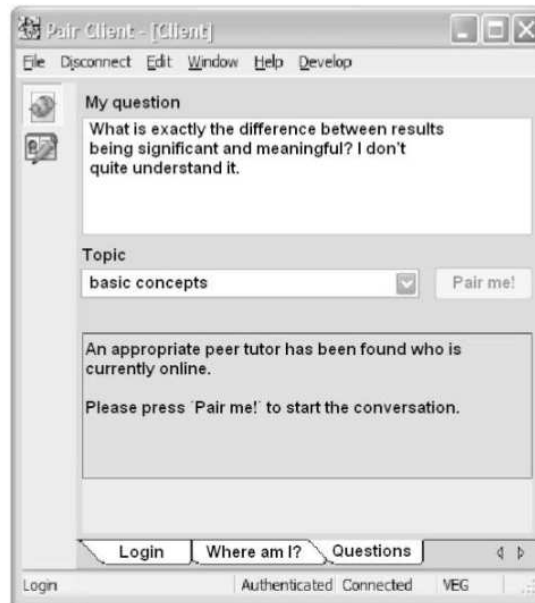 Pair Client - [Client]
File Disconnect Edit Window Help Develop
My question
What is exactly the difference between results
being significant and meaningful? I don't
quite understand it.
Topic
basic concepts
Pair me!
An appropriate peer tutor has been found who is
currently online.
Please press ´Pair me!´ to start the conversation.
Login Where am I? Questions
Login Authenticated Connected VEG